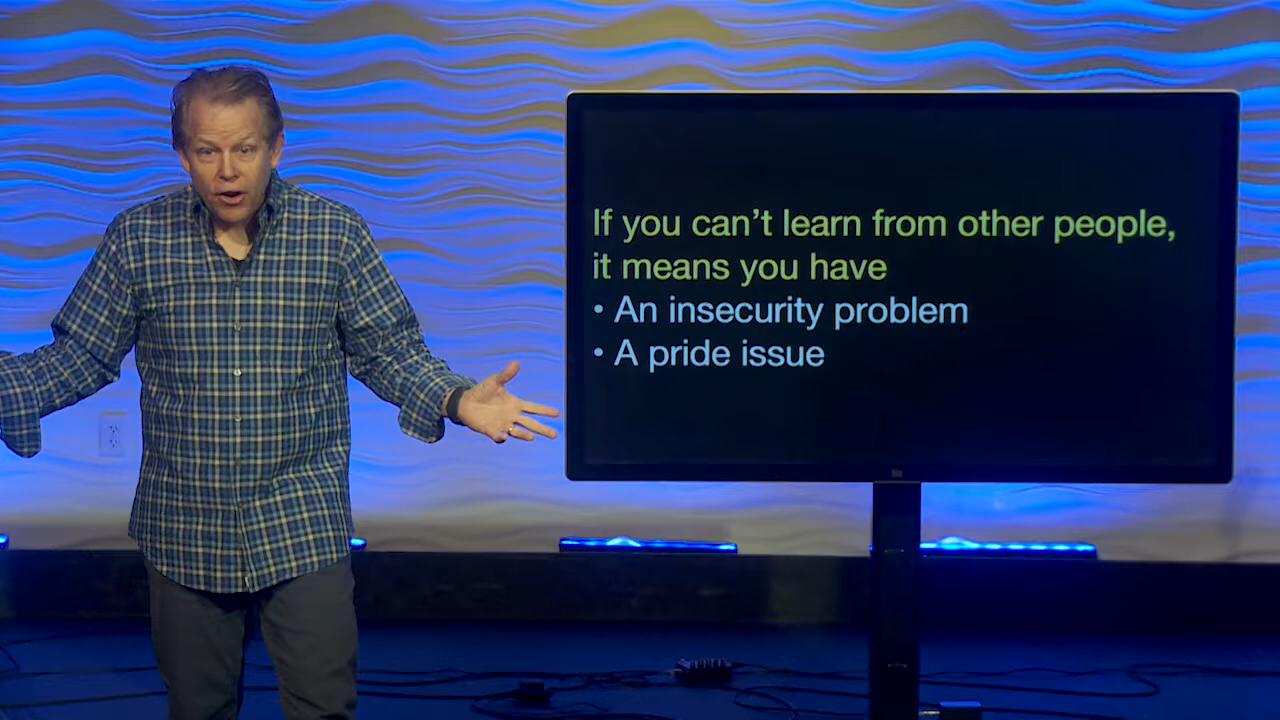 If you can’t learn from other people,
it means you have
• An insecurity problem
• A pride issue